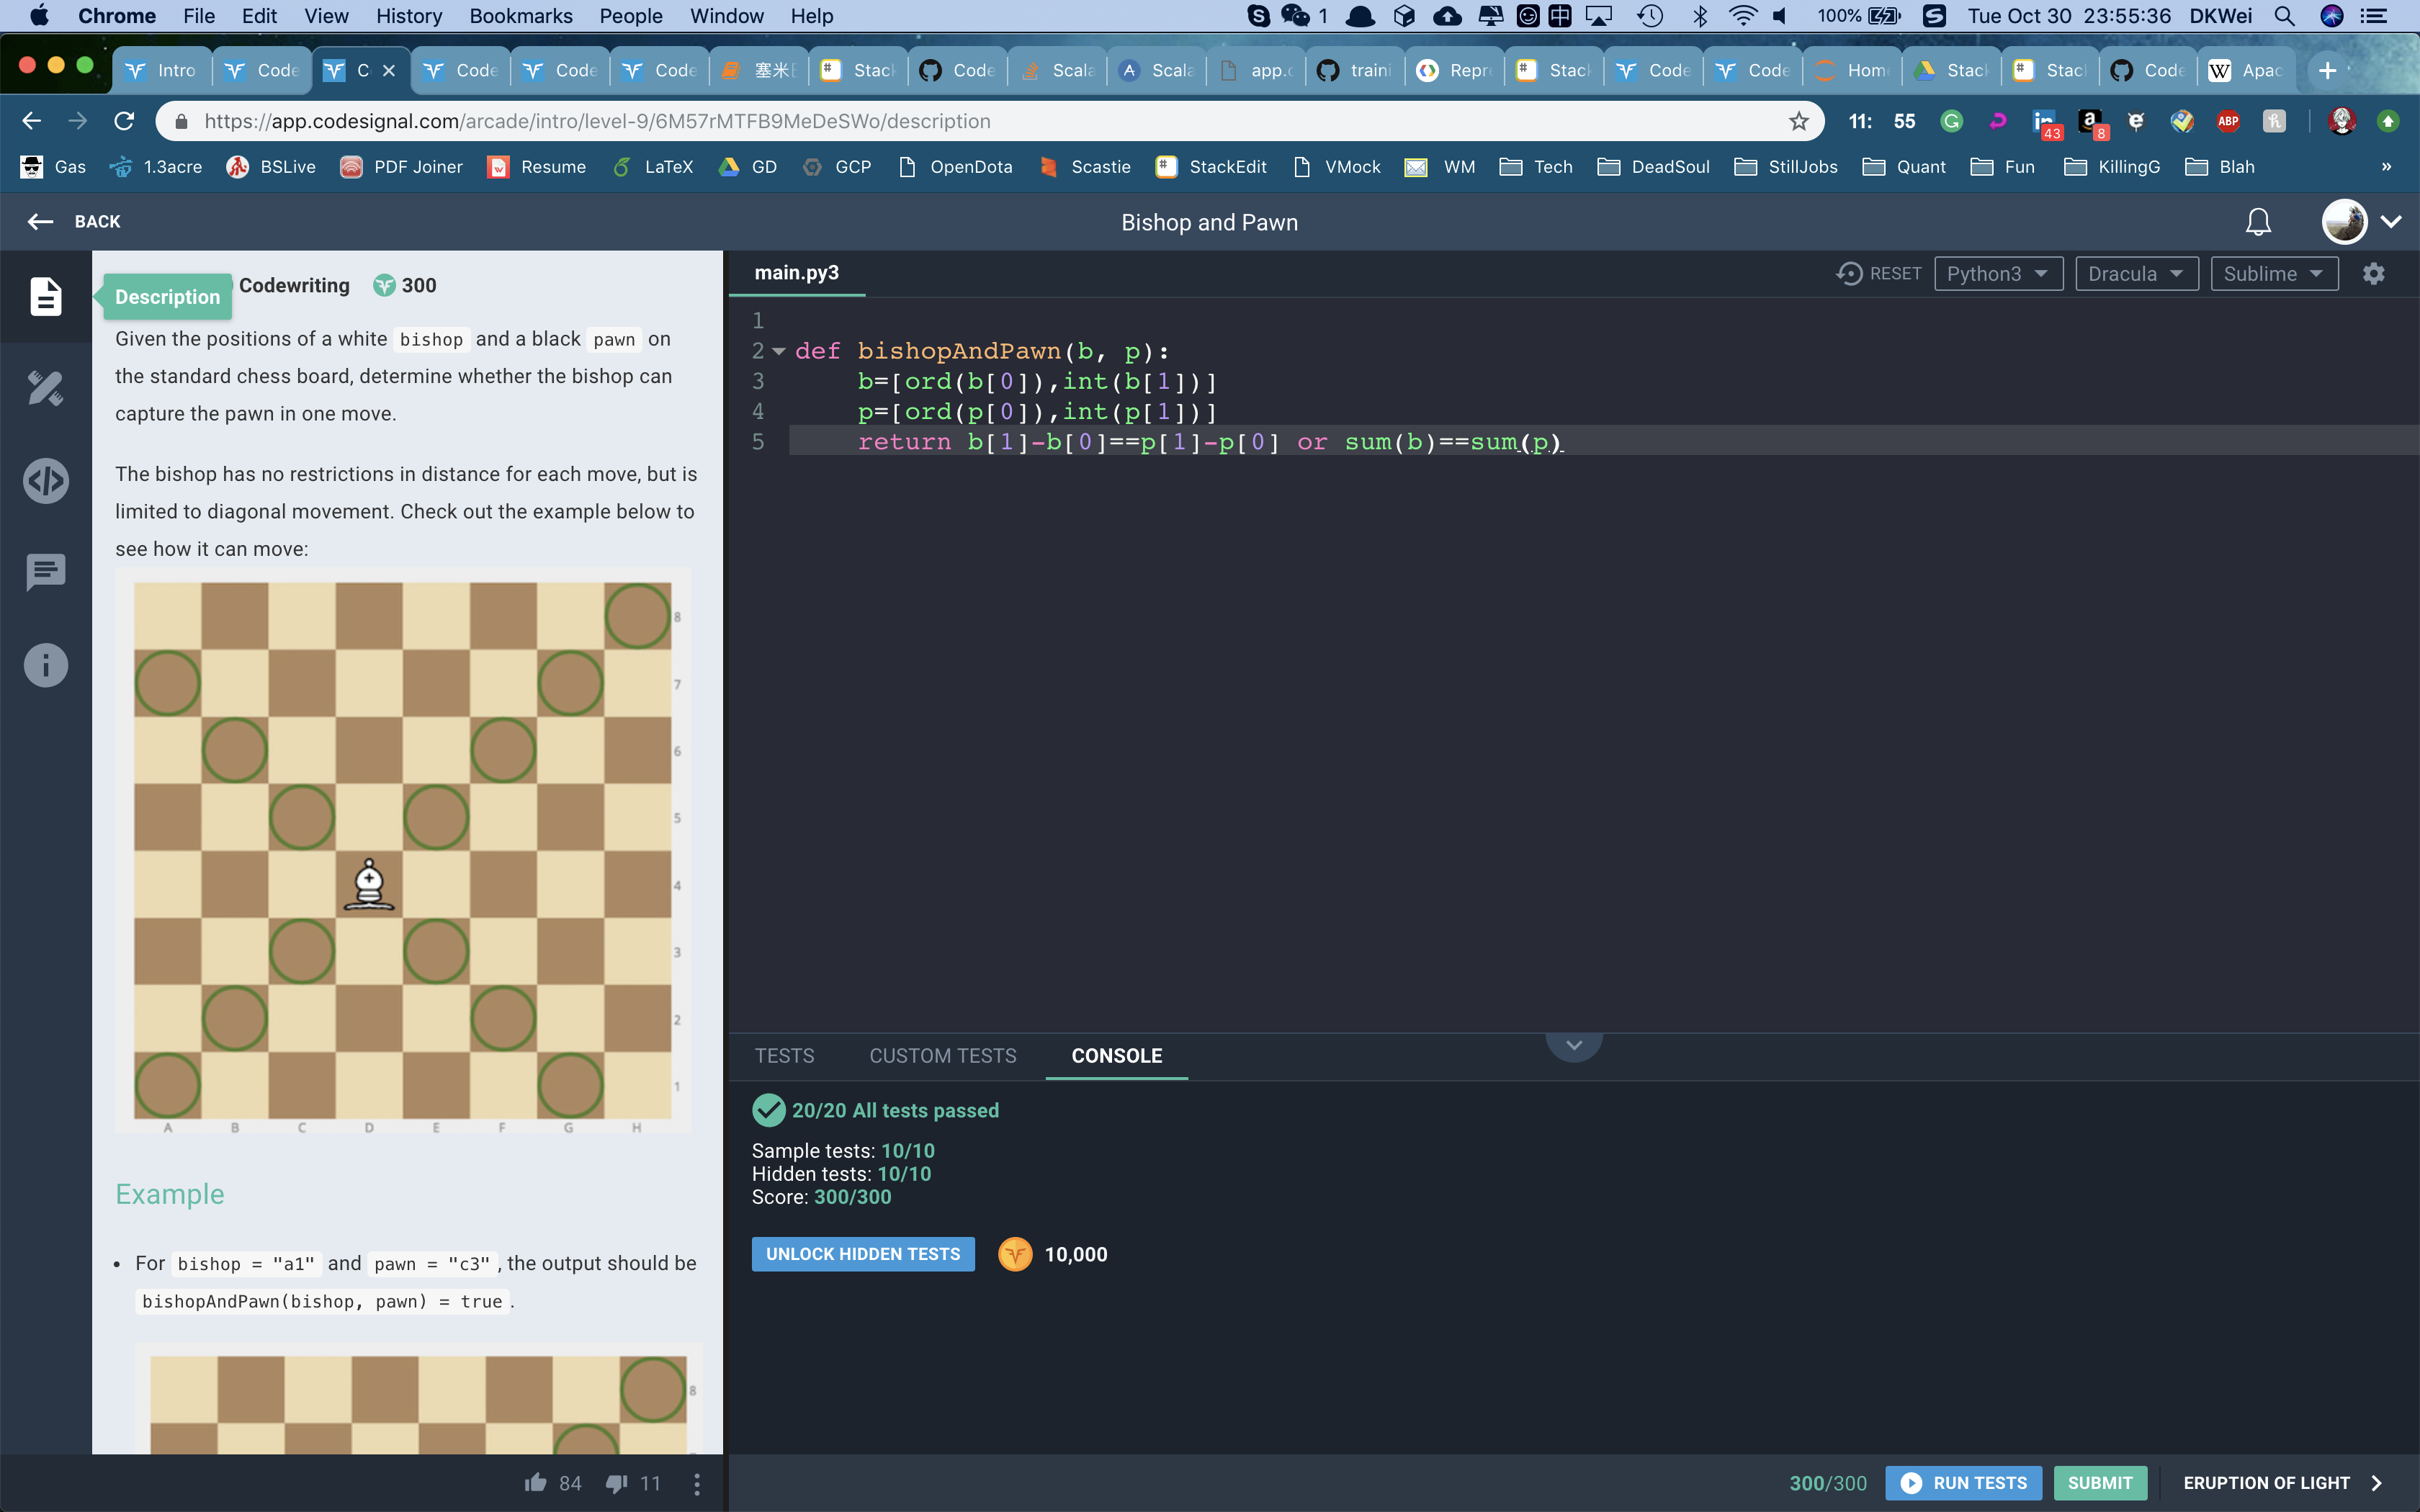 Chrome File Edit View History Bookmarks People Window Help 1 100% Tue Oct 30 23:55:36 DKWei
Intro Code C Code Code Code 塞米 Stack Code Scala Scala app.c traini Repr Stack Code Code Hom Stack Stack Code Apac
https://app.codesignal.com/arcade/intro/level-9/6M57rMTFB9MeDeSWo/description 11: 55 43 8 ABP
Gas 1.3acre BSLive PDF Joiner Resume LaTeX GD GCP OpenDota Scastie StackEdit VMock WM Tech DeadSoul StillJobs Quant Fun KillingG Blah »
BACK Bishop and Pawn
Description Codewriting 300
Given the positions of a white bishop and a black pawn on
the standard chess board, determine whether the bishop can
capture the pawn in one move.
The bishop has no restrictions in distance for each move, but is
limited to diagonal movement. Check out the example below to
see how it can move:
8
7
6
5
4
3
2
1
A B C D E F G H
Example
• For bishop = "a1" and pawn = "c3", the output should be
bishopAndPawn(bishop, pawn) = true.
8
84 11
main.py3 RESET Python3 Dracula Sublime
1
2 def bishopAndPawn(b, p):
3 b=[ord(b[0]),int(b[1])]
4 p=[ord(p[0]),int(p[1])]
5 return b[1]-b[0]==p[1]-p[0] or sum(b)==sum(p)
TESTS CUSTOM TESTS CONSOLE
20/20 All tests passed
Sample tests: 10/10
Hidden tests: 10/10
Score: 300/300
UNLOCK HIDDEN TESTS 10,000
300/300 RUN TESTS SUBMIT ERUPTION OF LIGHT